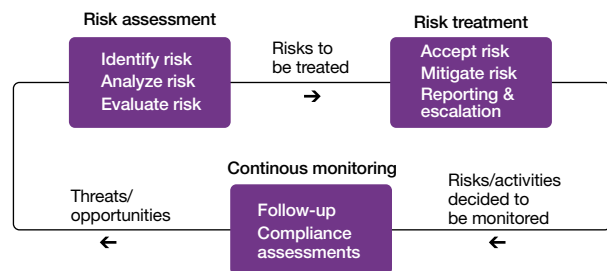 Risk assessment
Identify risk
Analyze risk
Evaluate risk
Risks to
be treated
Risk treatment
Accept risk
Mitigate risk
Reporting &
escalation
Continous monitoring
Follow-up
Compliance
assessments
Risks/activities
decided to
be monitored
Threats/
opportunities